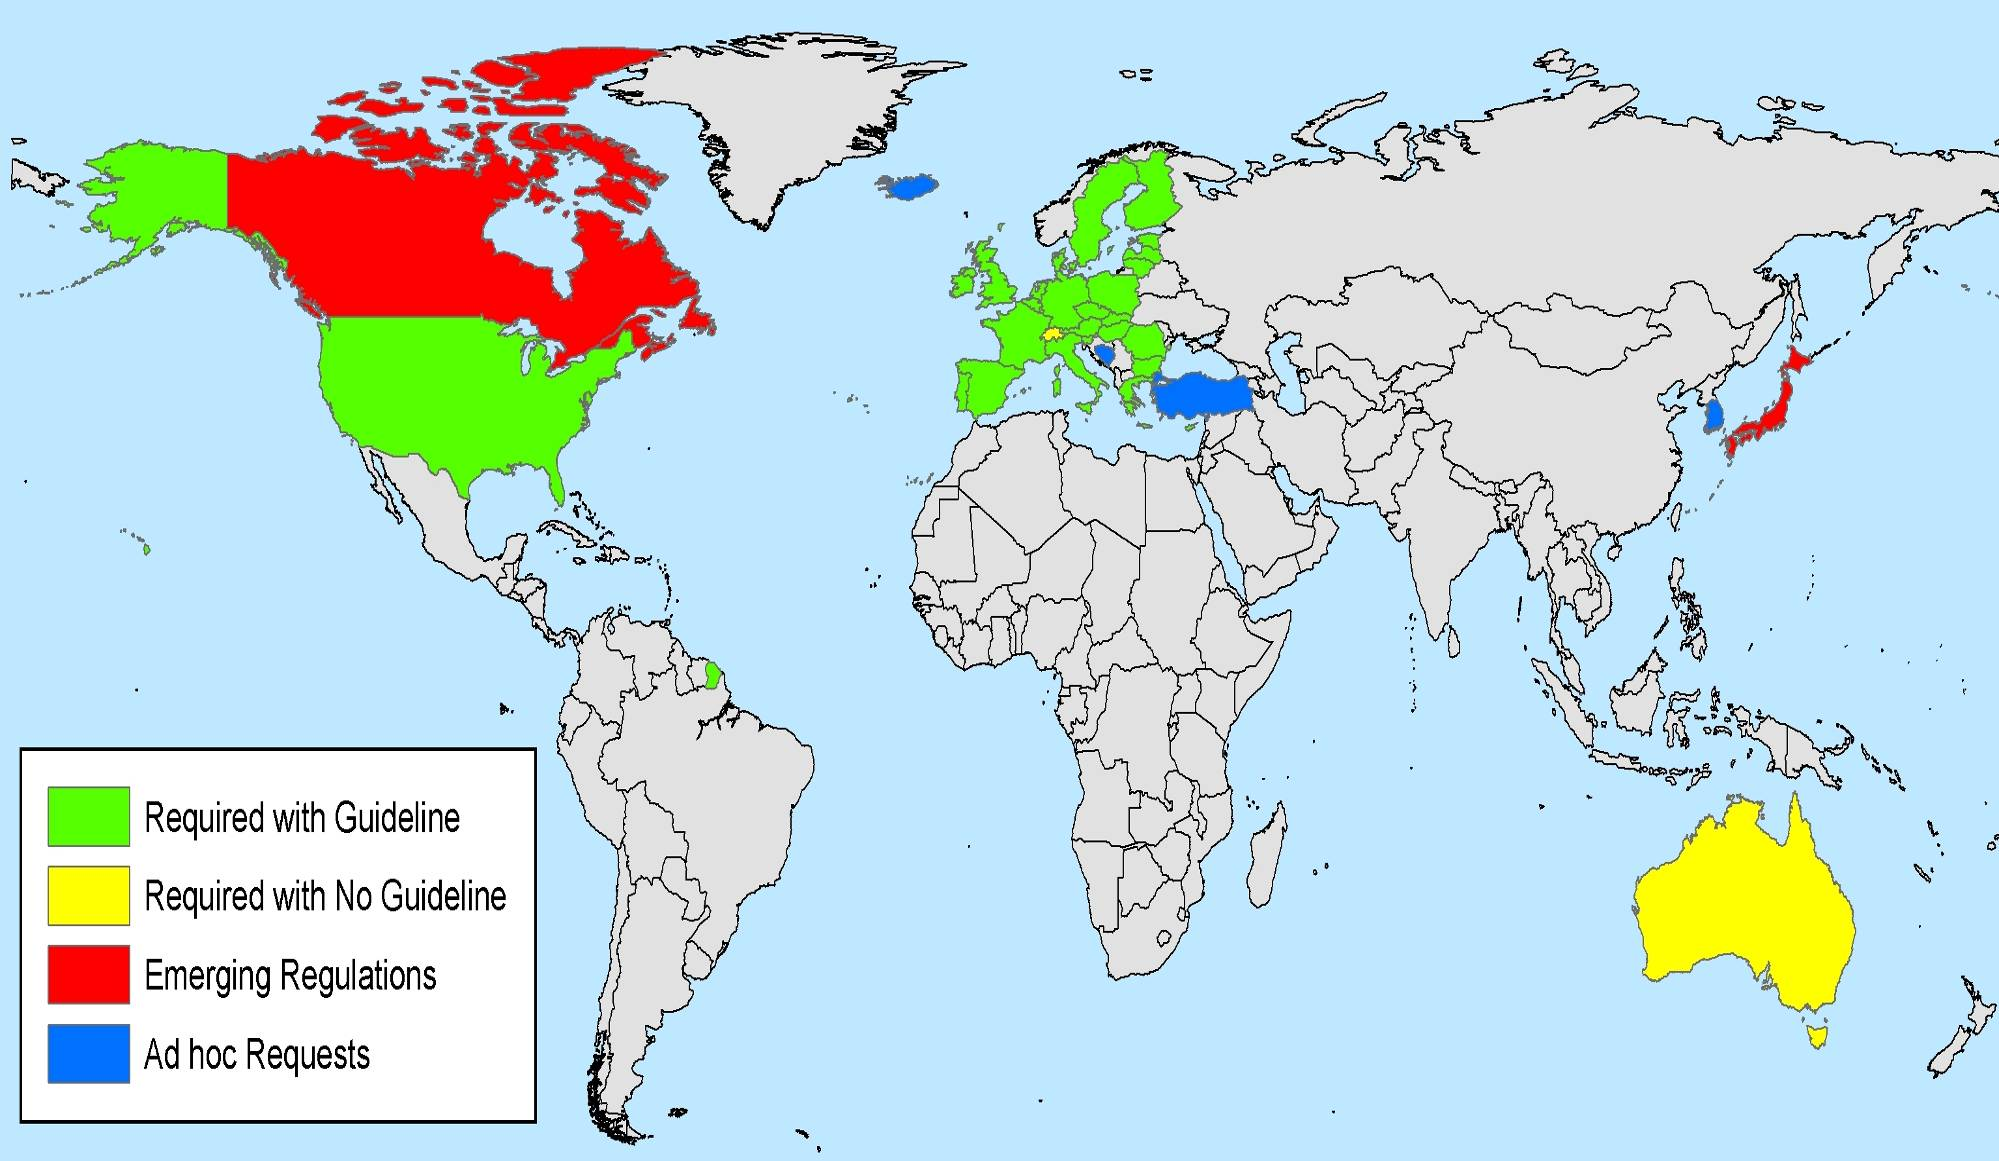 Required with Guideline
Required with No Guideline
Emerging Regulations
Ad hoc Requests